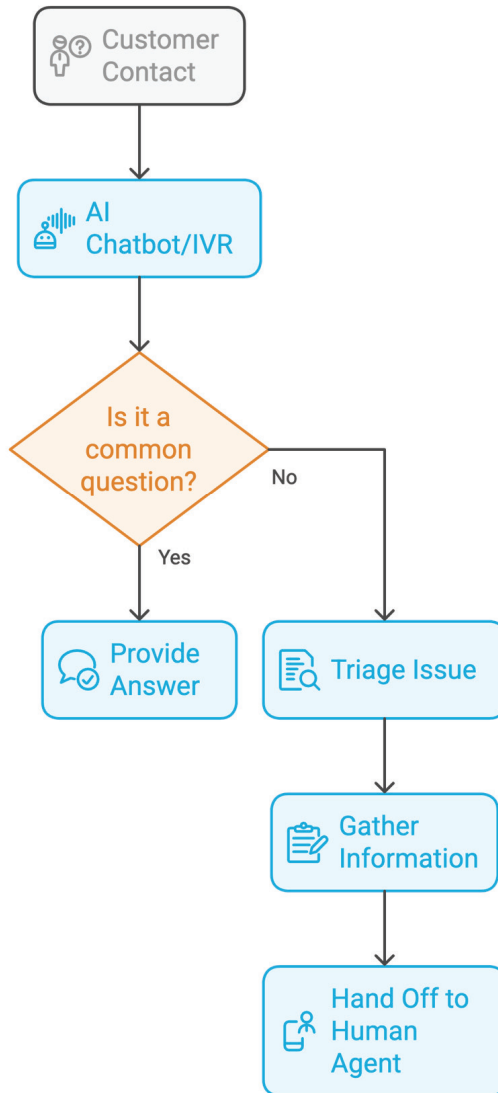 Customer
Contact
AI
Chatbot/IVR
Is it a
common
question?
No
Yes
Provide
Answer
Triage Issue
Gather
Information
Hand Off to
Human
Agent